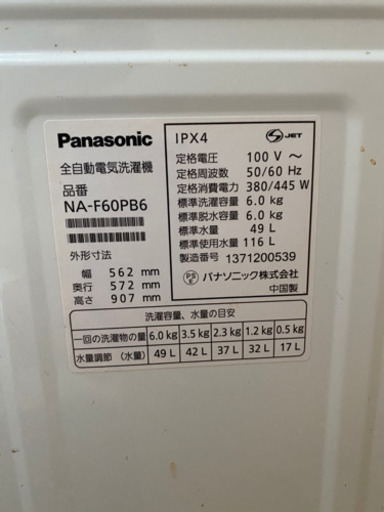 Panasonic
全自動電気洗濯機
品番
NA-F60PB6
外形寸法
幅 562 mm
奥行 572 mm
高さ 907 mm
IPX4
JET
定格電圧 100 V ～
定格周波数 50/60 Hz
定格消費電力 380/445 W
標準洗濯容量 6.0 kg
標準脱水容量 6.0 kg
標準水量 49 L
標準使用水量 116 L
製造番号 1371200539
PS E パナソニック株式会社
中国製
洗濯容量、水量の目安
一回の洗濯物の量 6.0 kg 3.5 kg 2.3 kg 1.2 kg 0.5 kg
水量調節 (水量) 49 L 42 L 37 L 32 L 17 L